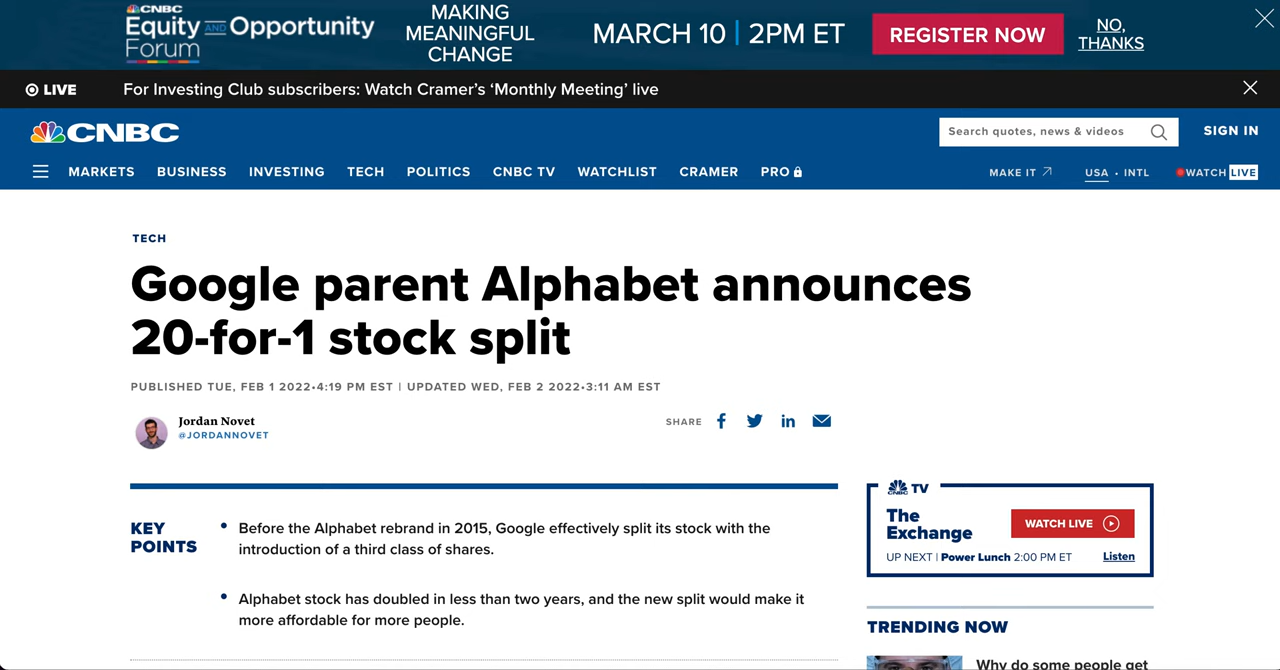 CNBC
Equity AND Opportunity
Forum
MAKING
MEANINGFUL
CHANGE
MARCH 10 | 2PM ET
REGISTER NOW
NO,
THANKS
LIVE
For Investing Club subscribers: Watch Cramer’s ‘Monthly Meeting’ live
CNBC
Search quotes, news & videos
SIGN IN
MARKETS BUSINESS INVESTING TECH POLITICS CNBC TV WATCHLIST CRAMER PRO
MAKE IT
USA • INTL
WATCH LIVE
TECH
Google parent Alphabet announces
20-for-1 stock split
PUBLISHED TUE, FEB 1 2022•4:19 PM EST | UPDATED WED, FEB 2 2022•3:11 AM EST
Jordan Novet
@JORDANNOVET
SHARE
KEY
POINTS
• Before the Alphabet rebrand in 2015, Google effectively split its stock with the
introduction of a third class of shares.
• Alphabet stock has doubled in less than two years, and the new split would make it
more affordable for more people.
CNBC TV
The
Exchange
WATCH LIVE
UP NEXT | Power Lunch 2:00 PM ET
Listen
TRENDING NOW
Why do some people get